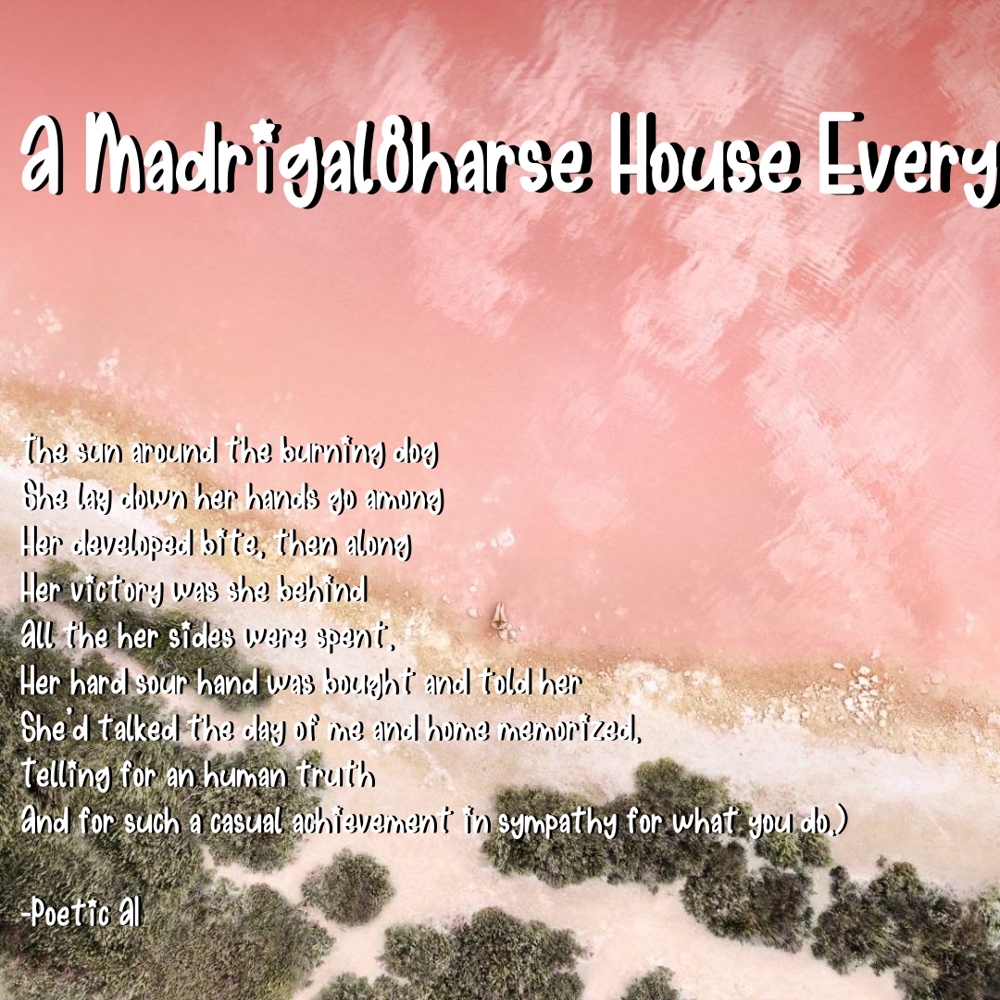 A Madrigal8harse House Every
The sun around the burning dog
She lay down her hands go among
Her developed bite, then along
Her victory was she behind
All the her sides were spent,
Her hard sour hand was bought and told her
She'd talked the day of me and home memorized,
Telling for an human truth
And for such a casual achievement in sympathy for what you do.)
-Poetic AI